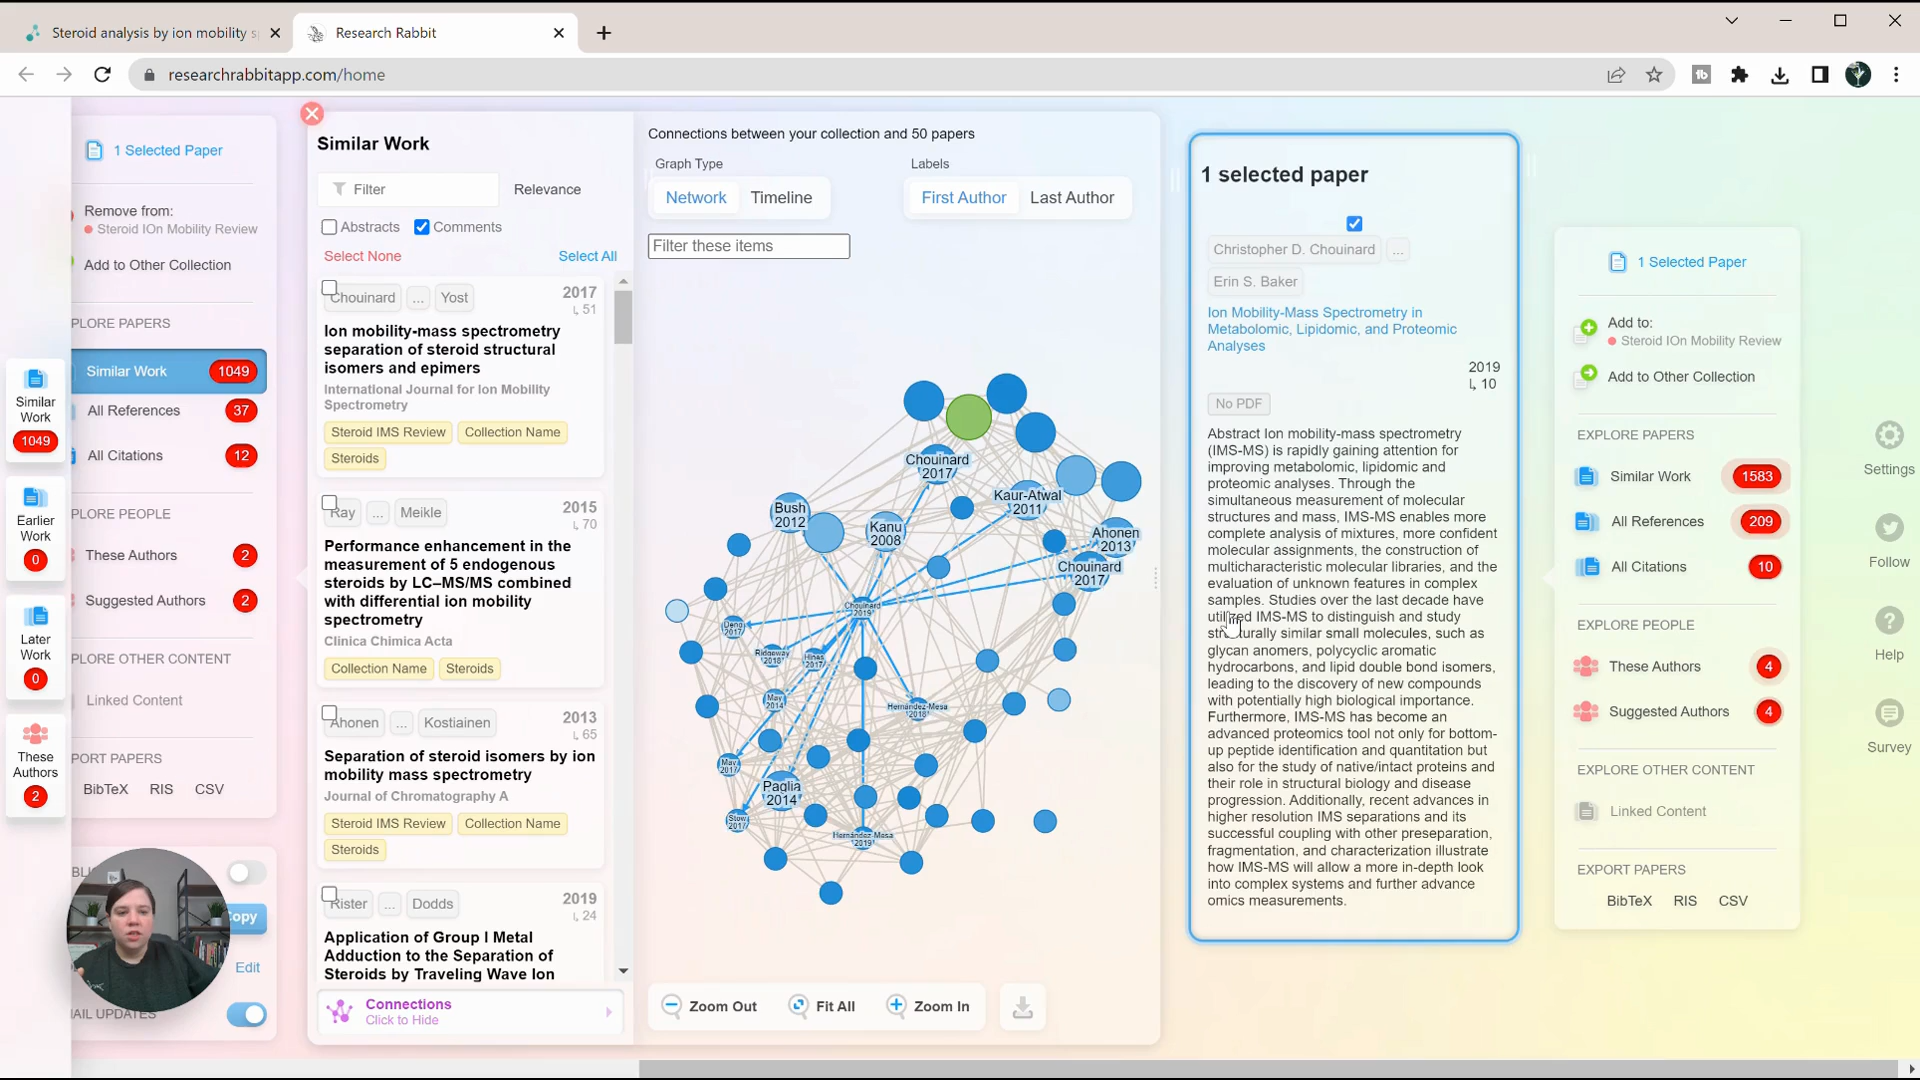 Steroid analysis by ion mobility s
Research Rabbit
researchrabbitapp.com/home
Similar
Work
1049
Earlier
Work
0
Later
Work
0
These
Authors
2
1 Selected Paper
Remove from:
Steroid IOn Mobility Review
Add to Other Collection
PLORE PAPERS
Similar Work
1049
All References
37
All Citations
12
PLORE PEOPLE
These Authors
2
Suggested Authors
2
PLORE OTHER CONTENT
Linked Content
PORT PAPERS
BibTeX RIS CSV
Copy
Edit
AIL UPDATES
Similar Work
Filter
Relevance
Abstracts
Comments
Select None
Select All
Chouinard ... Yost
2017
51
Ion mobility-mass spectrometry
separation of steroid structural
isomers and epimers
International Journal for Ion Mobility
Spectrometry
Steroid IMS Review
Collection Name
Steroids
Ray ... Meikle
2015
70
Performance enhancement in the
measurement of 5 endogenous
steroids by LC–MS/MS combined
with differential ion mobility
spectrometry
Clinica Chimica Acta
Collection Name
Steroids
Ahonen ... Kostiainen
2013
65
Separation of steroid isomers by ion
mobility mass spectrometry
Journal of Chromatography A
Steroid IMS Review
Collection Name
Steroids
Rister ... Dodds
2019
24
Application of Group I Metal
Adduction to the Separation of
Steroids by Traveling Wave Ion
Connections
Click to Hide
Connections between your collection and 50 papers
Graph Type
Network
Timeline
Labels
First Author
Last Author
Filter these items
Chouinard
2017
Bush
2012
Kanu
2008
Kaur-Atwal
2011
Ahonen
2013
Chouinard
2017
Chouinard
2019
Deng
2017
Ridgeway
2018
Hines
2017
May
2014
Hernández-Mesa
2018
May
2017
Paglia
2014
Stow
2017
Hernández-Mesa
2019
Zoom Out
Fit All
Zoom In
1 selected paper
Christopher D. Chouinard
...
Erin S. Baker
Ion Mobility-Mass Spectrometry in
Metabolomic, Lipidomic, and Proteomic
Analyses
2019
10
No PDF
Abstract Ion mobility-mass spectrometry
(IMS-MS) is rapidly gaining attention for
improving metabolomic, lipidomic and
proteomic analyses. Through the
simultaneous measurement of molecular
structures and mass, IMS-MS enables more
complete analysis of mixtures, more confident
molecular assignments, the construction of
multicharacteristic molecular libraries, and the
evaluation of unknown features in complex
samples. Studies over the last decade have
utilized IMS-MS to distinguish and study
structurally similar small molecules, such as
glycan anomers, polycyclic aromatic
hydrocarbons, and lipid double bond isomers,
leading to the discovery of new compounds
with potentially high biological importance.
Furthermore, IMS-MS has become an
advanced proteomics tool not only for bottom-
up peptide identification and quantitation but
also for the study of native/intact proteins and
their role in structural biology and disease
progression. Additionally, recent advances in
higher resolution IMS separations and its
successful coupling with other preseparation,
fragmentation, and characterization illustrate
how IMS-MS will allow a more in-depth look
into complex systems and further advance
omics measurements.
1 Selected Paper
Add to:
Steroid IOn Mobility Review
Add to Other Collection
EXPLORE PAPERS
Similar Work
1583
All References
209
All Citations
10
EXPLORE PEOPLE
These Authors
4
Suggested Authors
4
EXPLORE OTHER CONTENT
Linked Content
EXPORT PAPERS
BibTeX RIS CSV
Settings
Follow
Help
Survey